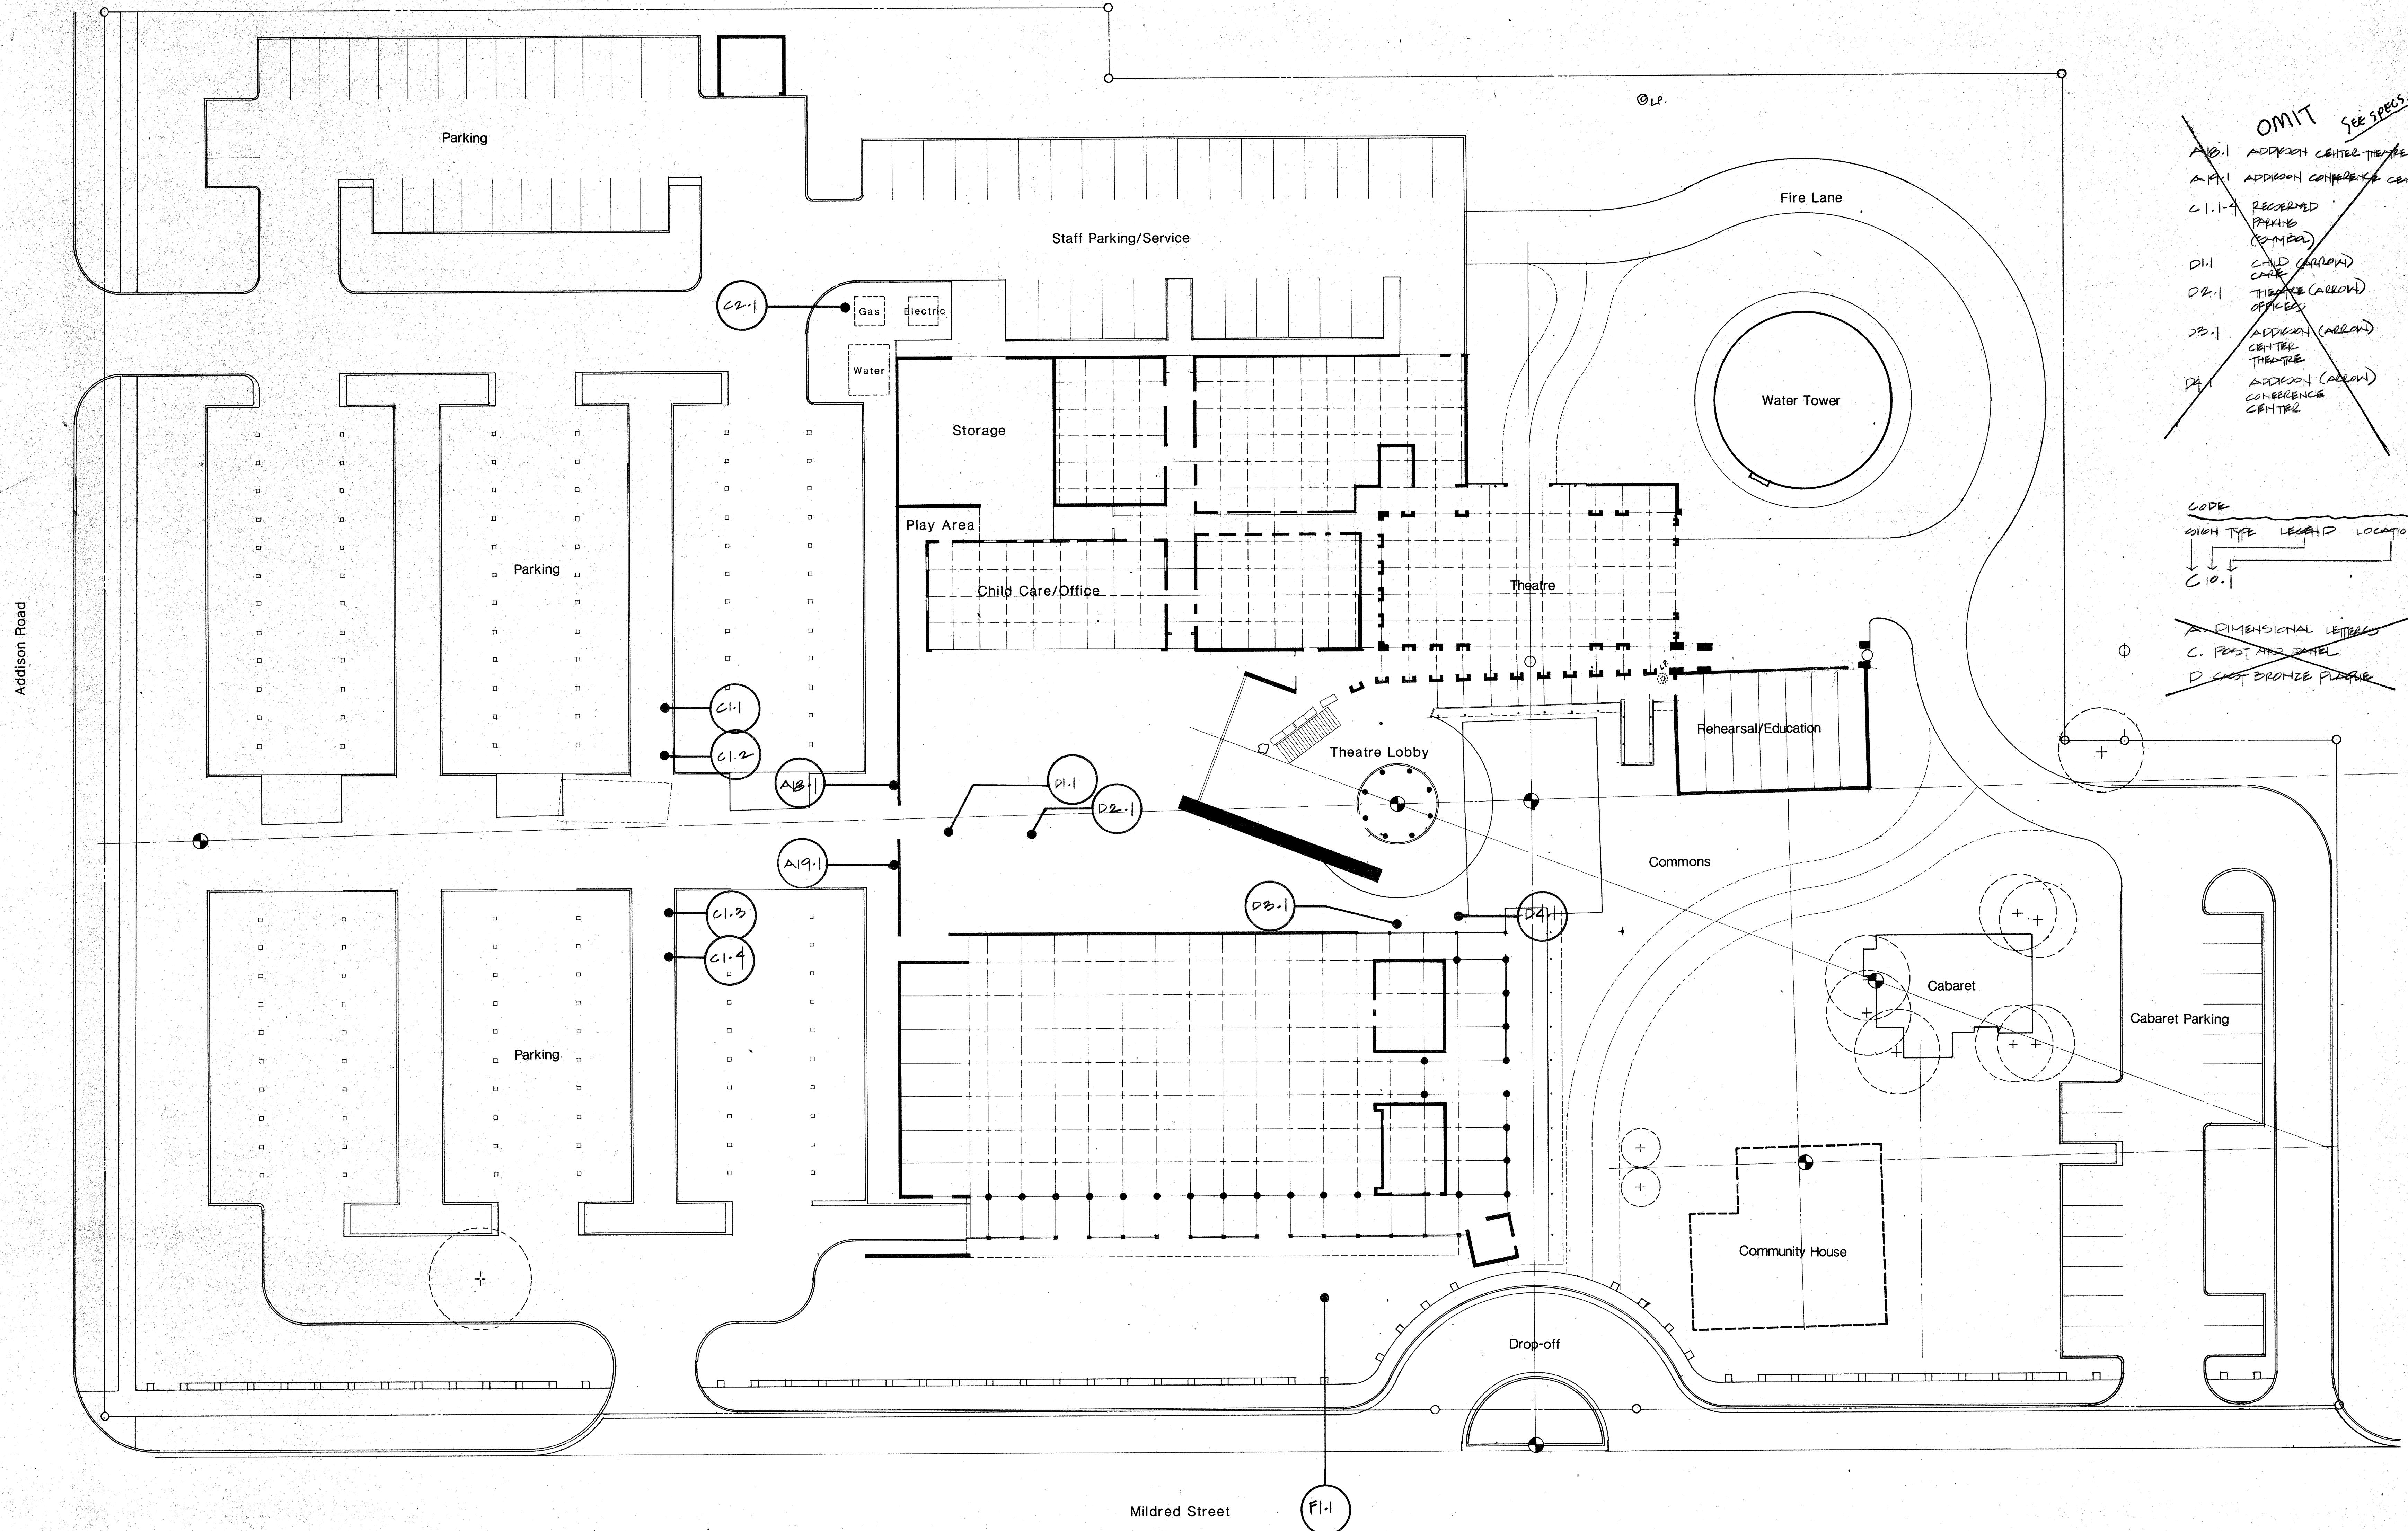 OMIT SEE SPECS.
A18.1 ADDISON CENTER THEATRE
A19.1 ADDISON CONFERENCE CEN
C1.1-4 RESERVED
PARKING
(SYMBOL)
D1.1 CHILD (ARROW)
CARE
D2.1 THEATRE (ARROW)
OFFICES
D3.1 ADDISON (ARROW)
CENTER
THEATRE
D4.1 ADDISON (ARROW)
CONFERENCE
CENTER
CODE
SIGN TYPE LEGEND LOCATIO
C 10.1
A. DIMENSIONAL LETTERS
C. POST AND PANEL
D CAST BRONZE PLAQUE
LP.
Parking
Fire Lane
Staff Parking/Service
C2.1
Gas
Electric
Water
Water Tower
Storage
Play Area
Parking
Child Care/Office
Theatre
Addison Road
LP.
C1.1
C1.2
A18.1
D1.1
D2.1
Theatre Lobby
Rehearsal/Education
A19.1
Commons
C1.3
C1.4
D3.1
D4.1
Cabaret
Cabaret Parking
Parking
Community House
Drop-off
Mildred Street
F1.1